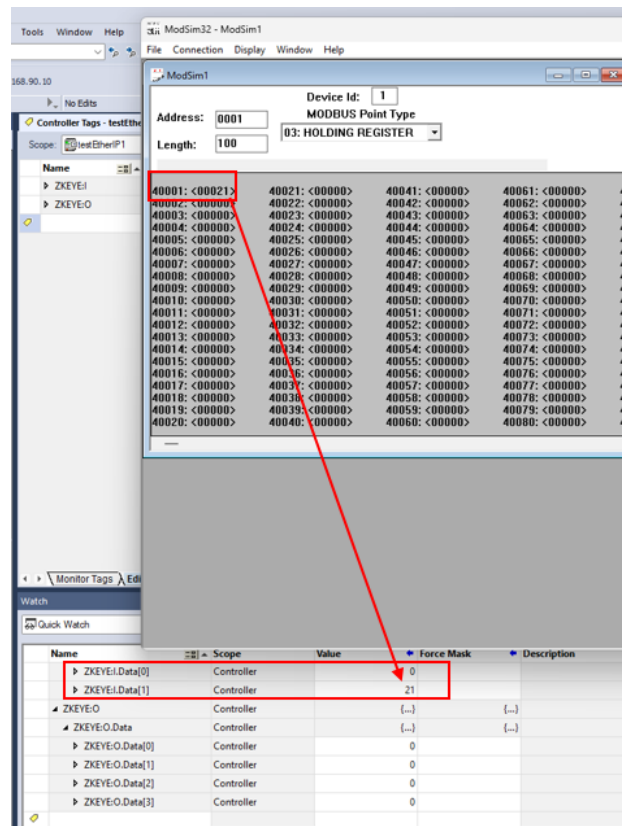 Tools Window Help
ModSim32 - ModSim1
File Connection Display Window Help
168.90.10
No Edits
ModSim1
Controller Tags - testEthe
Scope: testEtherIP1
Name
ZKEYE:I
ZKEYE:O
Device Id: 1
Address: 0001
MODBUS Point Type
03: HOLDING REGISTER
Length: 100
40001: <00021> 40021: <00000> 40041: <00000> 40061: <00000>
40002: <00000> 40022: <00000> 40042: <00000> 40062: <00000>
40003: <00000> 40023: <00000> 40043: <00000> 40063: <00000>
40004: <00000> 40024: <00000> 40044: <00000> 40064: <00000>
40005: <00000> 40025: <00000> 40045: <00000> 40065: <00000>
40006: <00000> 40026: <00000> 40046: <00000> 40066: <00000>
40007: <00000> 40027: <00000> 40047: <00000> 40067: <00000>
40008: <00000> 40028: <00000> 40048: <00000> 40068: <00000>
40009: <00000> 40029: <00000> 40049: <00000> 40069: <00000>
40010: <00000> 40030: <00000> 40050: <00000> 40070: <00000>
40011: <00000> 40031: <00000> 40051: <00000> 40071: <00000>
40012: <00000> 40032: <00000> 40052: <00000> 40072: <00000>
40013: <00000> 40033: <00000> 40053: <00000> 40073: <00000>
40014: <00000> 40034: <00000> 40054: <00000> 40074: <00000>
40015: <00000> 40035: <00000> 40055: <00000> 40075: <00000>
40016: <00000> 40036: <00000> 40056: <00000> 40076: <00000>
40017: <00000> 40037: <00000> 40057: <00000> 40077: <00000>
40018: <00000> 40038: <00000> 40058: <00000> 40078: <00000>
40019: <00000> 40039: <00000> 40059: <00000> 40079: <00000>
40020: <00000> 40040: <00000> 40060: <00000> 40080: <00000>
Monitor Tags Edi
Watch
Quick Watch
Name Scope Value Force Mask Description
ZKEYE:I.Data[0] Controller 0
ZKEYE:I.Data[1] Controller 21
ZKEYE:O Controller {...} {...}
ZKEYE:O.Data Controller {...} {...}
ZKEYE:O.Data[0] Controller 0
ZKEYE:O.Data[1] Controller 0
ZKEYE:O.Data[2] Controller 0
ZKEYE:O.Data[3] Controller 0